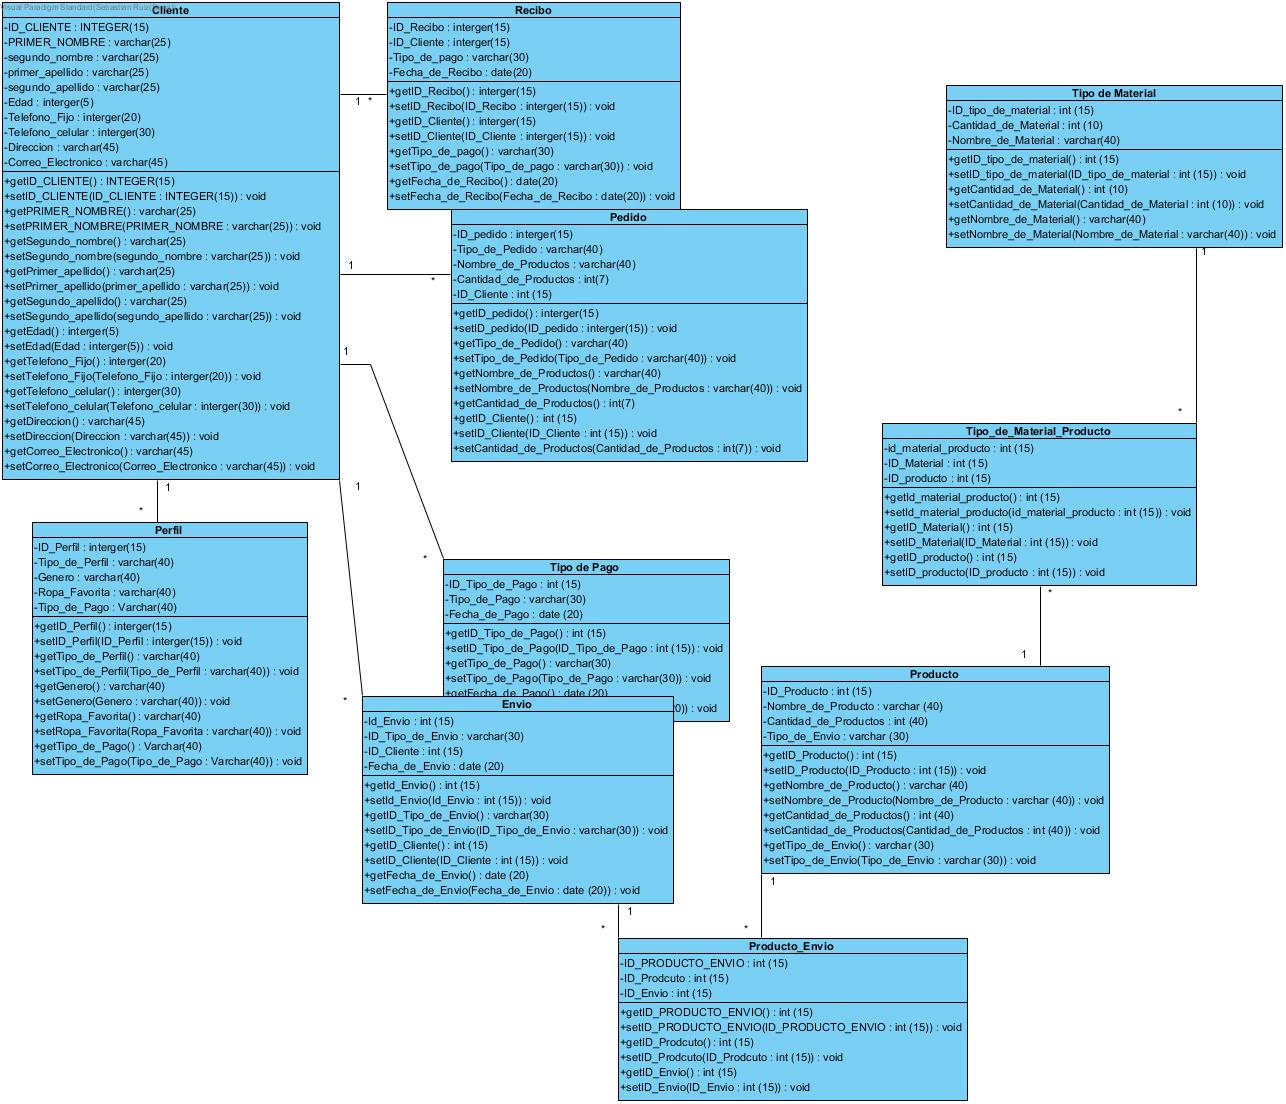 Visual Paradigm Standard(Sebastian Ruiz(
Cliente
-ID_CLIENTE : INTEGER(15)
-PRIMER_NOMBRE : varchar(25)
-segundo_nombre : varchar(25)
-primer_apellido : varchar(25)
-segundo_apellido : varchar(25)
-Edad : interger(5)
-Telefono_Fijo : interger(20)
-Telefono_celular : interger(30)
-Direccion : varchar(45)
-Correo_Electronico : varchar(45)
+getID_CLIENTE() : INTEGER(15)
+setID_CLIENTE(ID_CLIENTE : INTEGER(15)) : void
+getPRIMER_NOMBRE() : varchar(25)
+setPRIMER_NOMBRE(PRIMER_NOMBRE : varchar(25)) : void
+getSegundo_nombre() : varchar(25)
+setSegundo_nombre(segundo_nombre : varchar(25)) : void
+getPrimer_apellido() : varchar(25)
+setPrimer_apellido(primer_apellido : varchar(25)) : void
+getSegundo_apellido() : varchar(25)
+setSegundo_apellido(segundo_apellido : varchar(25)) : void
+getEdad() : interger(5)
+setEdad(Edad : interger(5)) : void
+getTelefono_Fijo() : interger(20)
+setTelefono_Fijo(Telefono_Fijo : interger(20)) : void
+getTelefono_celular() : interger(30)
+setTelefono_celular(Telefono_celular : interger(30)) : void
+getDireccion() : varchar(45)
+setDireccion(Direccion : varchar(45)) : void
+getCorreo_Electronico() : varchar(45)
+setCorreo_Electronico(Correo_Electronico : varchar(45)) : void
1 *
Recibo
-ID_Recibo : interger(15)
-ID_Cliente : interger(15)
-Tipo_de_pago : varchar(30)
-Fecha_de_Recibo : date(20)
+getID_Recibo() : interger(15)
+setID_Recibo(ID_Recibo : interger(15)) : void
+getID_Cliente() : interger(15)
+setID_Cliente(ID_Cliente : interger(15)) : void
+getTipo_de_pago() : varchar(30)
+setTipo_de_pago(Tipo_de_pago : varchar(30)) : void
+getFecha_de_Recibo() : date(20)
+setFecha_de_Recibo(Fecha_de_Recibo : date(20)) : void
1
*
Pedido
-ID_pedido : interger(15)
-Tipo_de_Pedido : varchar(40)
-Nombre_de_Productos : varchar(40)
-Cantidad_de_Productos : int(7)
-ID_Cliente : int (15)
+getID_pedido() : interger(15)
+setID_pedido(ID_pedido : interger(15)) : void
+getTipo_de_Pedido() : varchar(40)
+setTipo_de_Pedido(Tipo_de_Pedido : varchar(40)) : void
+getNombre_de_Productos() : varchar(40)
+setNombre_de_Productos(Nombre_de_Productos : varchar(40)) : void
+getCantidad_de_Productos() : int(7)
+getID_Cliente() : int (15)
+setID_Cliente(ID_Cliente : int (15)) : void
+setCantidad_de_Productos(Cantidad_de_Productos : int(7)) : void
Tipo de Material
-ID_tipo_de_material : int (15)
-Cantidad_de_Material : int (10)
-Nombre_de_Material : varchar(40)
+getID_tipo_de_material() : int (15)
+setID_tipo_de_material(ID_tipo_de_material : int (15)) : void
+getCantidad_de_Material() : int (10)
+setCantidad_de_Material(Cantidad_de_Material : int (10)) : void
+getNombre_de_Material() : varchar(40)
+setNombre_de_Material(Nombre_de_Material : varchar(40)) : void
1
*
Tipo_de_Material_Producto
-id_material_producto : int (15)
-ID_Material : int (15)
-ID_producto : int (15)
+getId_material_producto() : int (15)
+setId_material_producto(id_material_producto : int (15)) : void
+getID_Material() : int (15)
+setID_Material(ID_Material : int (15)) : void
+getID_producto() : int (15)
+setID_producto(ID_producto : int (15)) : void
*
1
1
*
Perfil
-ID_Perfil : interger(15)
-Tipo_de_Perfil : varchar(40)
-Genero : varchar(40)
-Ropa_Favorita : varchar(40)
-Tipo_de_Pago : Varchar(40)
+getID_Perfil() : interger(15)
+setID_Perfil(ID_Perfil : interger(15)) : void
+getTipo_de_Perfil() : varchar(40)
+setTipo_de_Perfil(Tipo_de_Perfil : varchar(40)) : void
+getGenero() : varchar(40)
+setGenero(Genero : varchar(40)) : void
+getRopa_Favorita() : varchar(40)
+setRopa_Favorita(Ropa_Favorita : varchar(40)) : void
+getTipo_de_Pago() : Varchar(40)
+setTipo_de_Pago(Tipo_de_Pago : Varchar(40)) : void
1
*
Tipo de Pago
-ID_Tipo_de_Pago : int (15)
-Tipo_de_Pago : varchar(30)
-Fecha_de_Pago : date (20)
+getID_Tipo_de_Pago() : int (15)
+setID_Tipo_de_Pago(ID_Tipo_de_Pago : int (15)) : void
+getTipo_de_Pago() : varchar(30)
+setTipo_de_Pago(Tipo_de_Pago : varchar(30)) : void
+getFecha_de_Pago() : date (20)
0)) : void
1
*
Envio
-Id_Envio : int (15)
-ID_Tipo_de_Envio : varchar(30)
-ID_Cliente : int (15)
-Fecha_de_Envio : date (20)
+getId_Envio() : int (15)
+setId_Envio(Id_Envio : int (15)) : void
+getID_Tipo_de_Envio() : varchar(30)
+setID_Tipo_de_Envio(ID_Tipo_de_Envio : varchar(30)) : void
+getID_Cliente() : int (15)
+setID_Cliente(ID_Cliente : int (15)) : void
+getFecha_de_Envio() : date (20)
+setFecha_de_Envio(Fecha_de_Envio : date (20)) : void
Producto
-ID_Producto : int (15)
-Nombre_de_Producto : varchar (40)
-Cantidad_de_Productos : int (40)
-Tipo_de_Envio : varchar (30)
+getID_Producto() : int (15)
+setID_Producto(ID_Producto : int (15)) : void
+getNombre_de_Producto() : varchar (40)
+setNombre_de_Producto(Nombre_de_Producto : varchar (40)) : void
+getCantidad_de_Productos() : int (40)
+setCantidad_de_Productos(Cantidad_de_Productos : int (40)) : void
+getTipo_de_Envio() : varchar (30)
+setTipo_de_Envio(Tipo_de_Envio : varchar (30)) : void
1
*
1
*
Producto_Envio
-ID_PRODUCTO_ENVIO : int (15)
-ID_Prodcuto : int (15)
-ID_Envio : int (15)
+getID_PRODUCTO_ENVIO() : int (15)
+setID_PRODUCTO_ENVIO(ID_PRODUCTO_ENVIO : int (15)) : void
+getID_Prodcuto() : int (15)
+setID_Prodcuto(ID_Prodcuto : int (15)) : void
+getID_Envio() : int (15)
+setID_Envio(ID_Envio : int (15)) : void